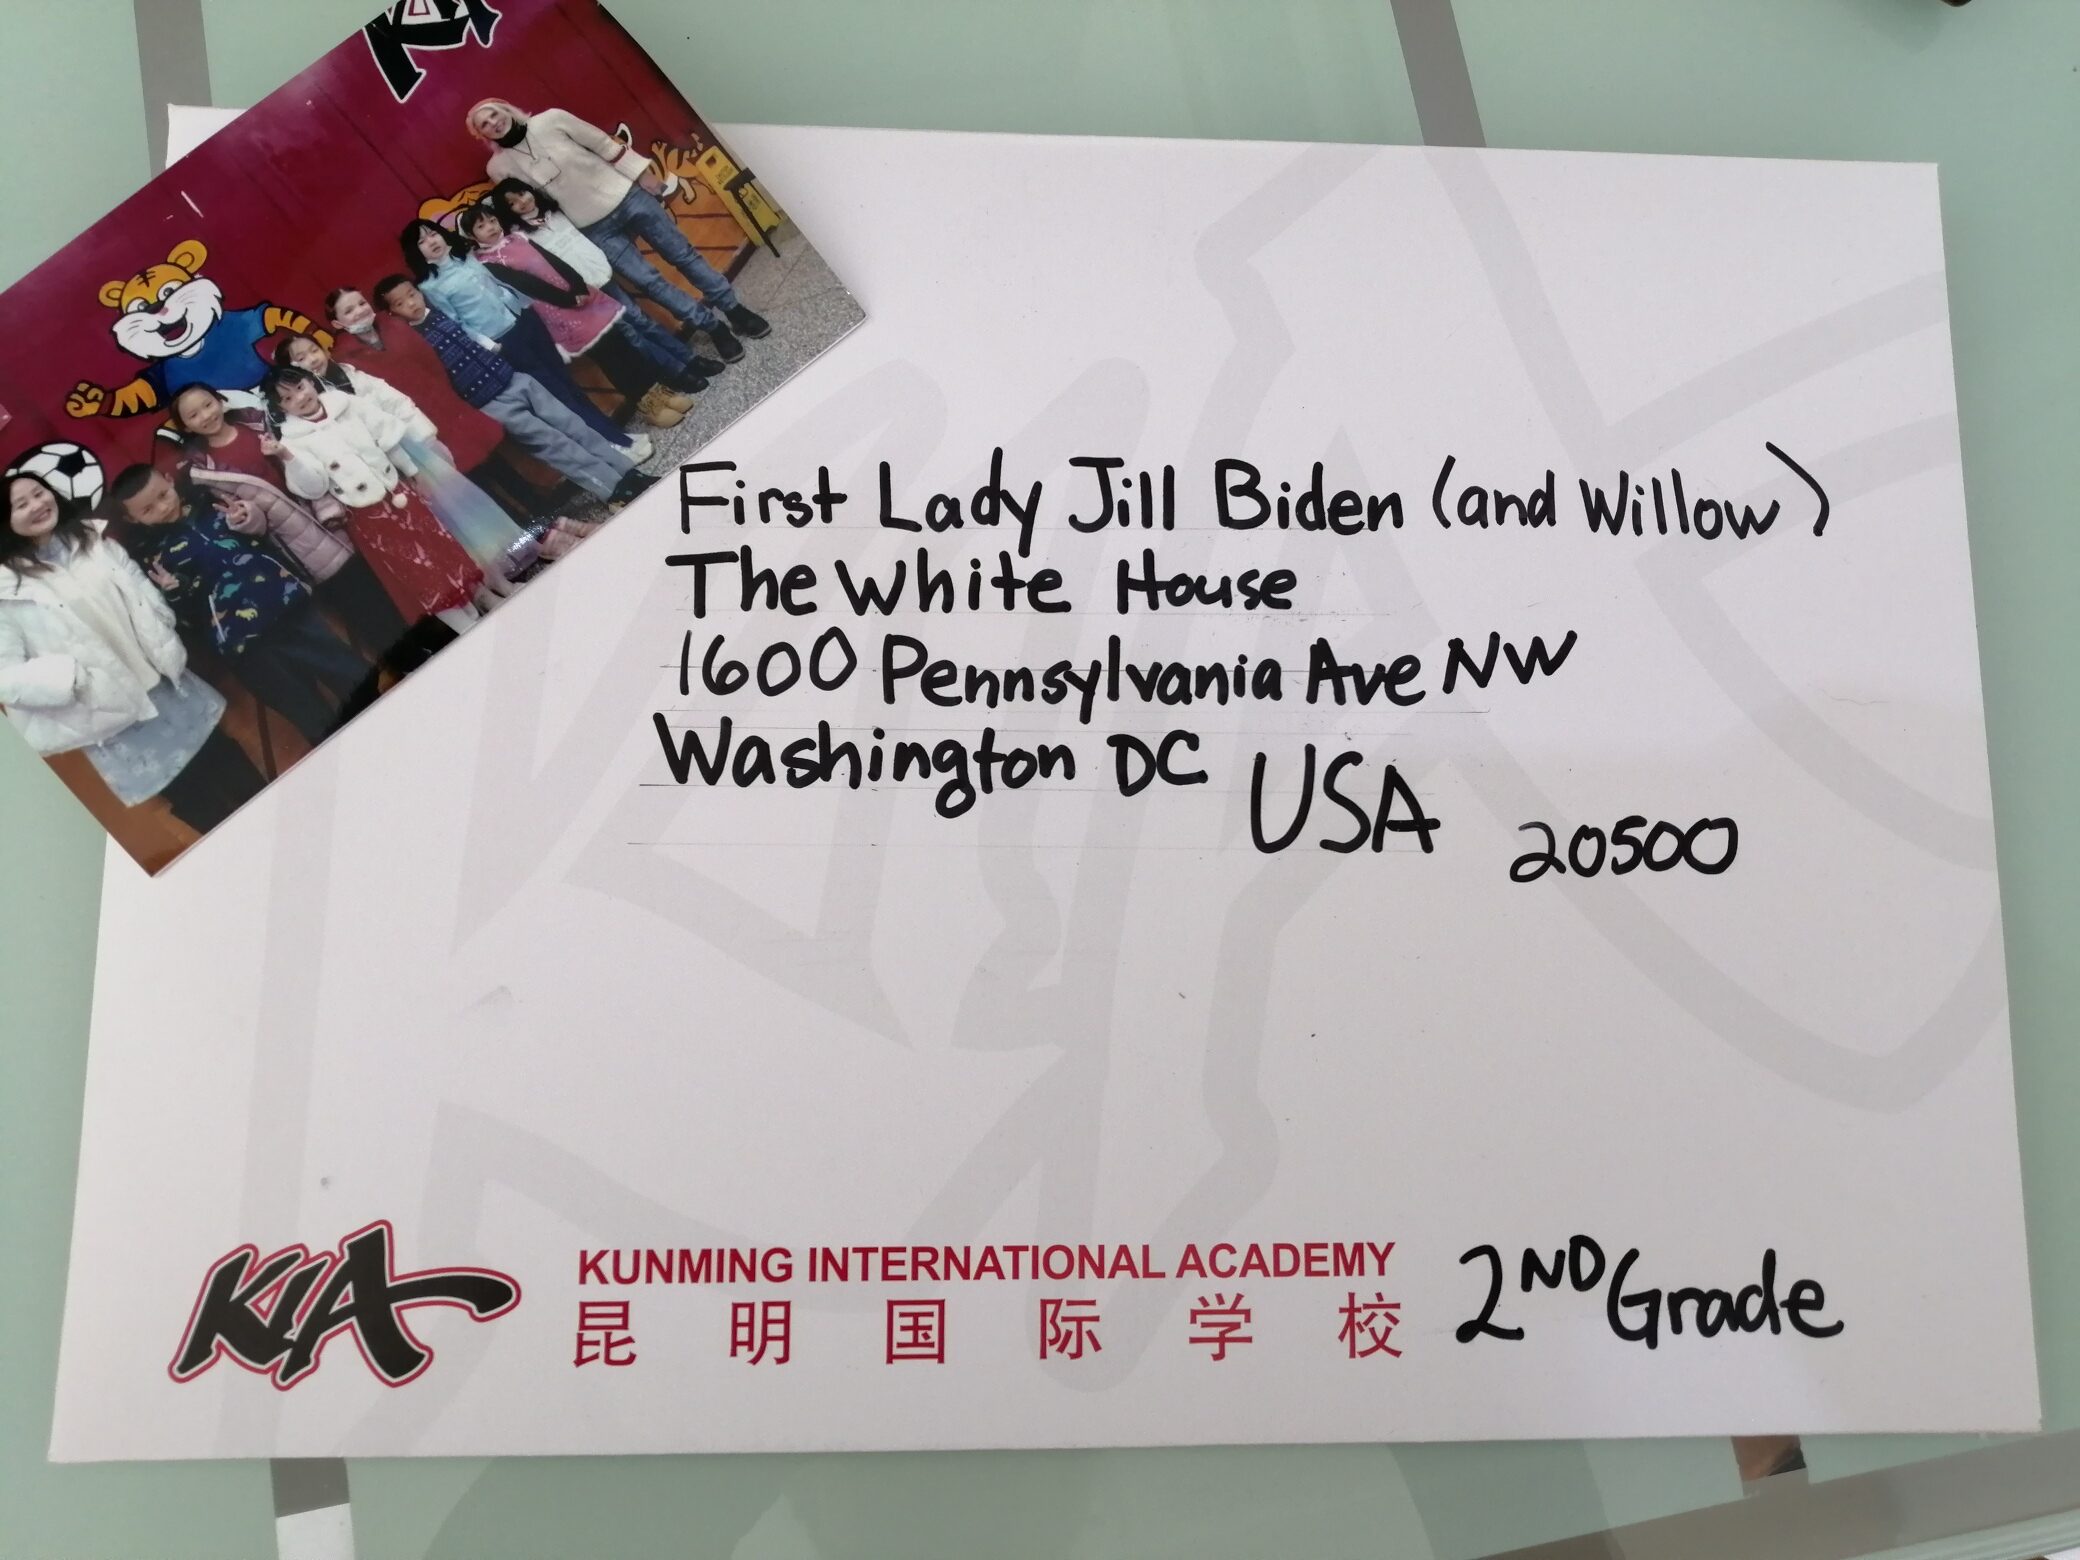 KIA
First Lady Jill Biden (and Willow)
The White House
1600 Pennsylvania Ave NW
Washington DC USA 20500
KIA
KUNMING INTERNATIONAL ACADEMY
昆明国际学校
2ND Grade